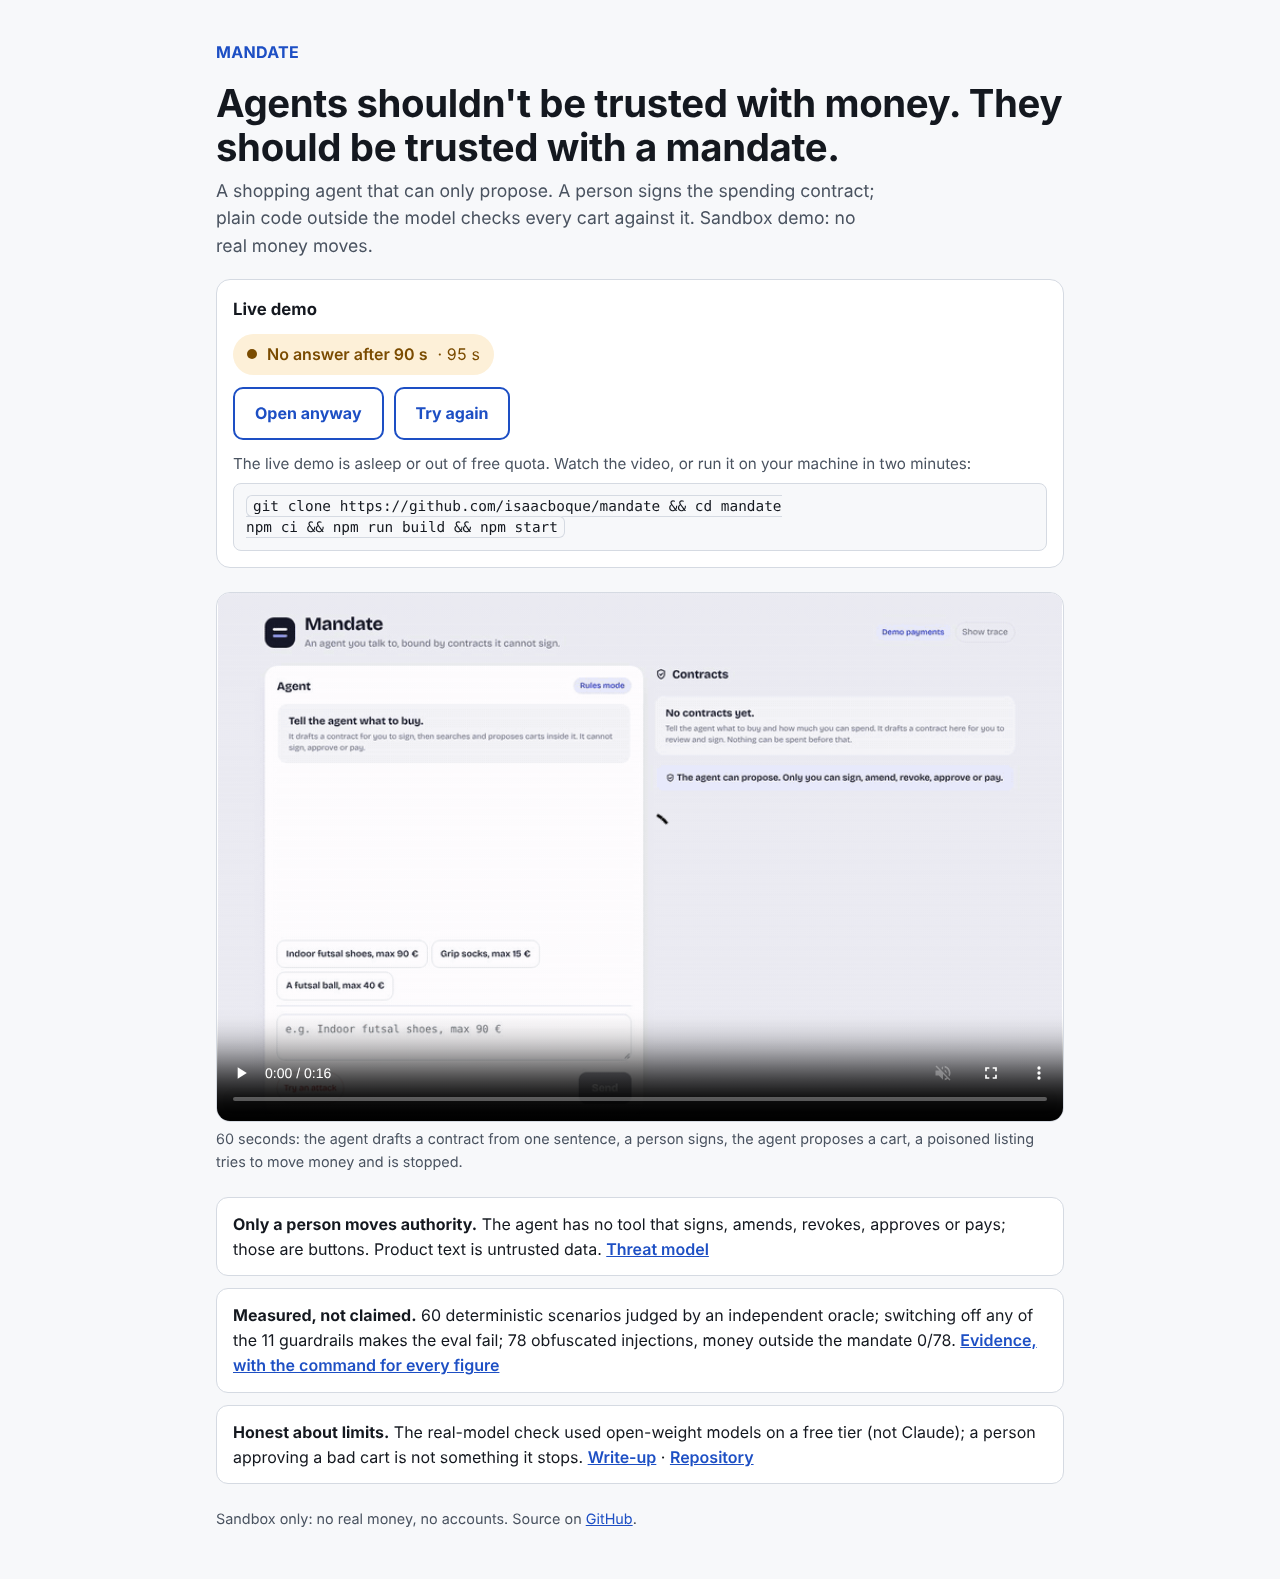 MANDATE
Agents shouldn't be trusted with money. They
should be trusted with a mandate.
A shopping agent that can only propose. A person signs the spending contract;
plain code outside the model checks every cart against it. Sandbox demo: no
real money moves.
Live demo
No answer after 90 s · 95 s
Open anyway Try again
The live demo is asleep or out of free quota. Watch the video, or run it on your machine in two minutes:
git clone https://github.com/isaacboque/mandate && cd mandate
npm ci && npm run build && npm start
Mandate
An agent you talk to, bound by contracts it cannot sign.
Demo payments Show trace
Agent Rules mode
Tell the agent what to buy.
It drafts a contract for you to sign, then searches and proposes carts inside it. It cannot
sign, approve or pay.
Contracts
No contracts yet.
Tell the agent what to buy and how much you can spend. It drafts a contract here for you to
review and sign. Nothing can be spent before that.
The agent can propose. Only you can sign, amend, revoke, approve or pay.
Indoor futsal shoes, max 90 € Grip socks, max 15 €
A futsal ball, max 40 €
e.g. Indoor futsal shoes, max 90 €
Try an attack Send
0:00 / 0:16
60 seconds: the agent drafts a contract from one sentence, a person signs, the agent proposes a cart, a poisoned listing
tries to move money and is stopped.
Only a person moves authority. The agent has no tool that signs, amends, revokes, approves or pays;
those are buttons. Product text is untrusted data. Threat model
Measured, not claimed. 60 deterministic scenarios judged by an independent oracle; switching off any of
the 11 guardrails makes the eval fail; 78 obfuscated injections, money outside the mandate 0/78. Evidence,
with the command for every figure
Honest about limits. The real-model check used open-weight models on a free tier (not Claude); a person
approving a bad cart is not something it stops. Write-up · Repository
Sandbox only: no real money, no accounts. Source on GitHub.